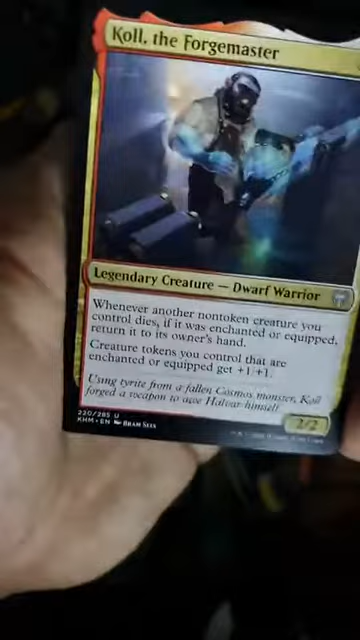 Koll, the Forgemaster
Legendary Creature — Dwarf Warrior
Whenever another nontoken creature you
control dies, if it was enchanted or equipped,
return it to its owner's hand.
Creature tokens you control that are
enchanted or equipped get +1/+1.
Using tyrite from a fallen Cosmos monster, Koll
forged a weapon to awe Halvar himself.
220/285 U
KHM • EN Bram Sels
2/2